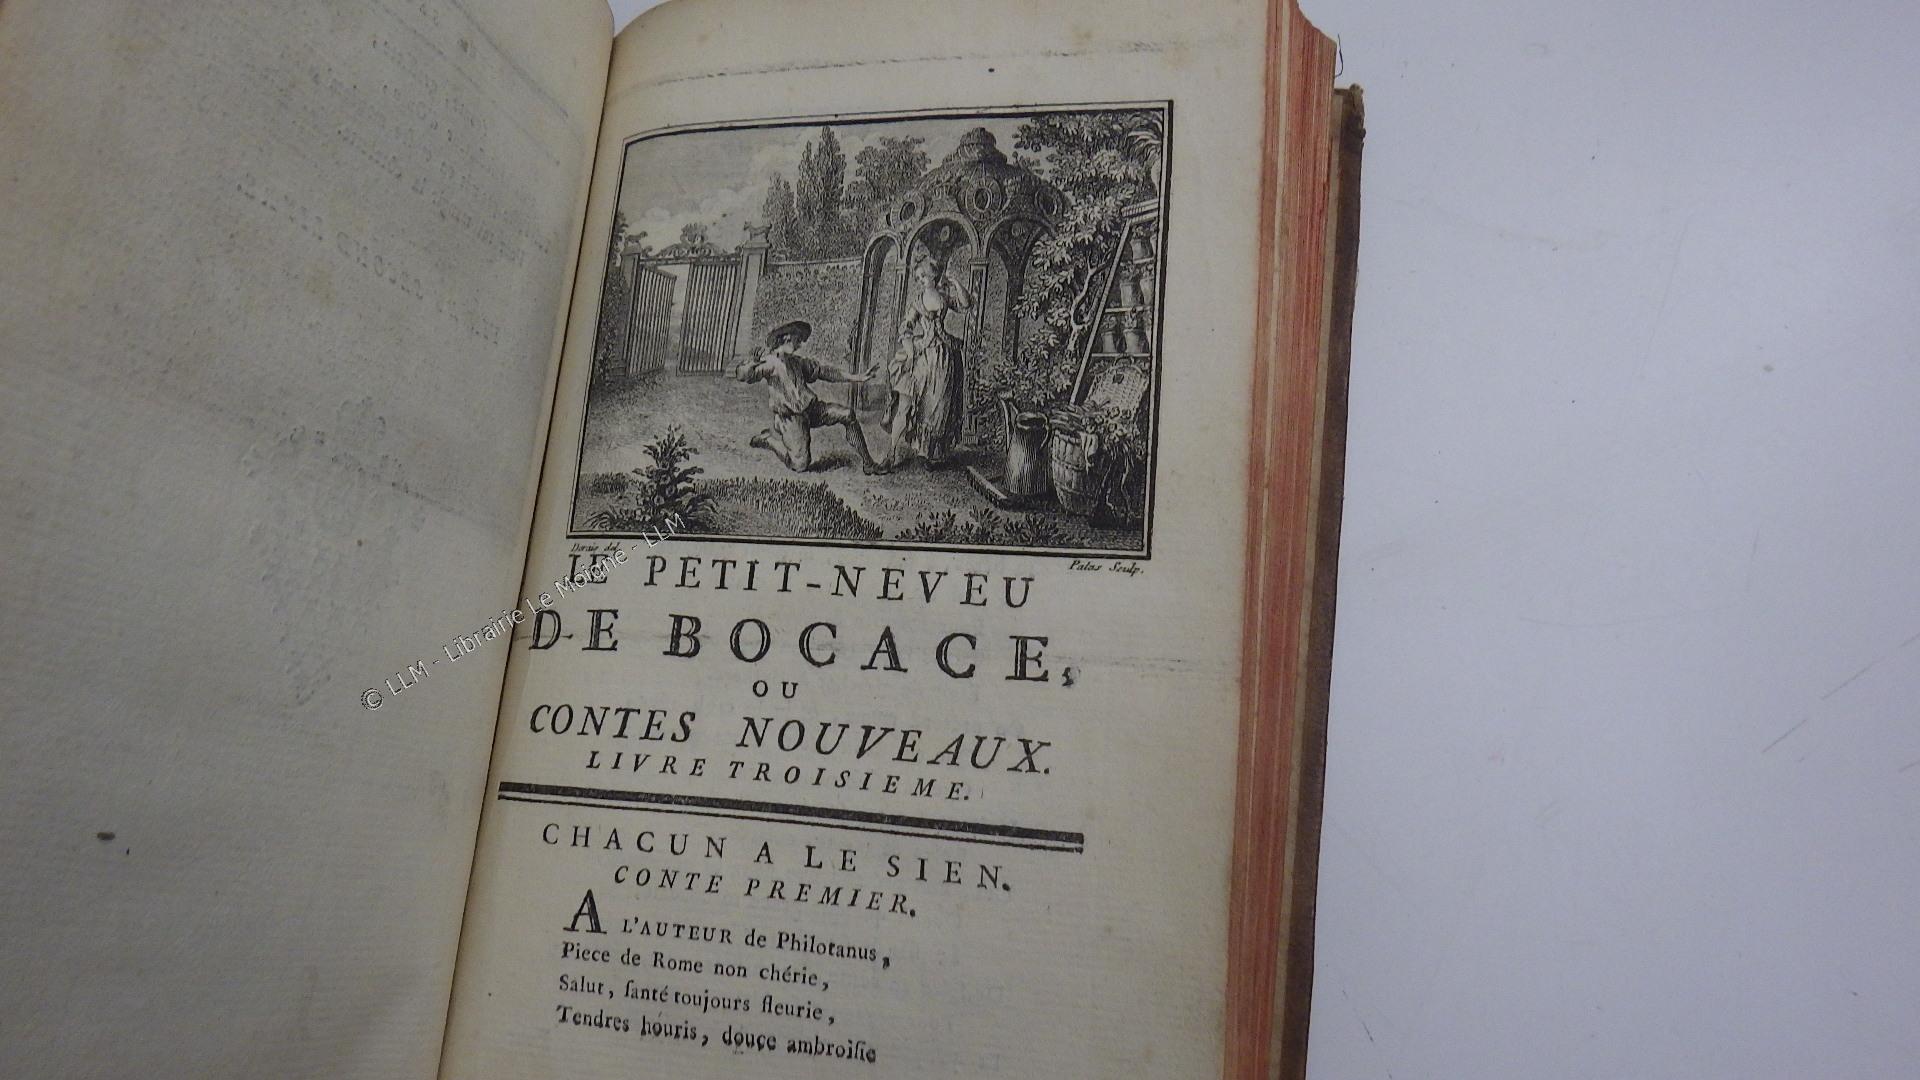 Patas Sculp.
LE PETIT-NEVEU
DE BOCACE,
OU
CONTES NOUVEAUX.
LIVRE TROISIEME.
CHACUN A LE SIEN.
CONTE PREMIER.
A L'AUTEUR de Philotanus,
Piece de Rome non chérie,
Salut, ſanté toujours fleurie,
Tendres houris, douce ambroiſie
© LLM - Librairie Le Moigne - LLM